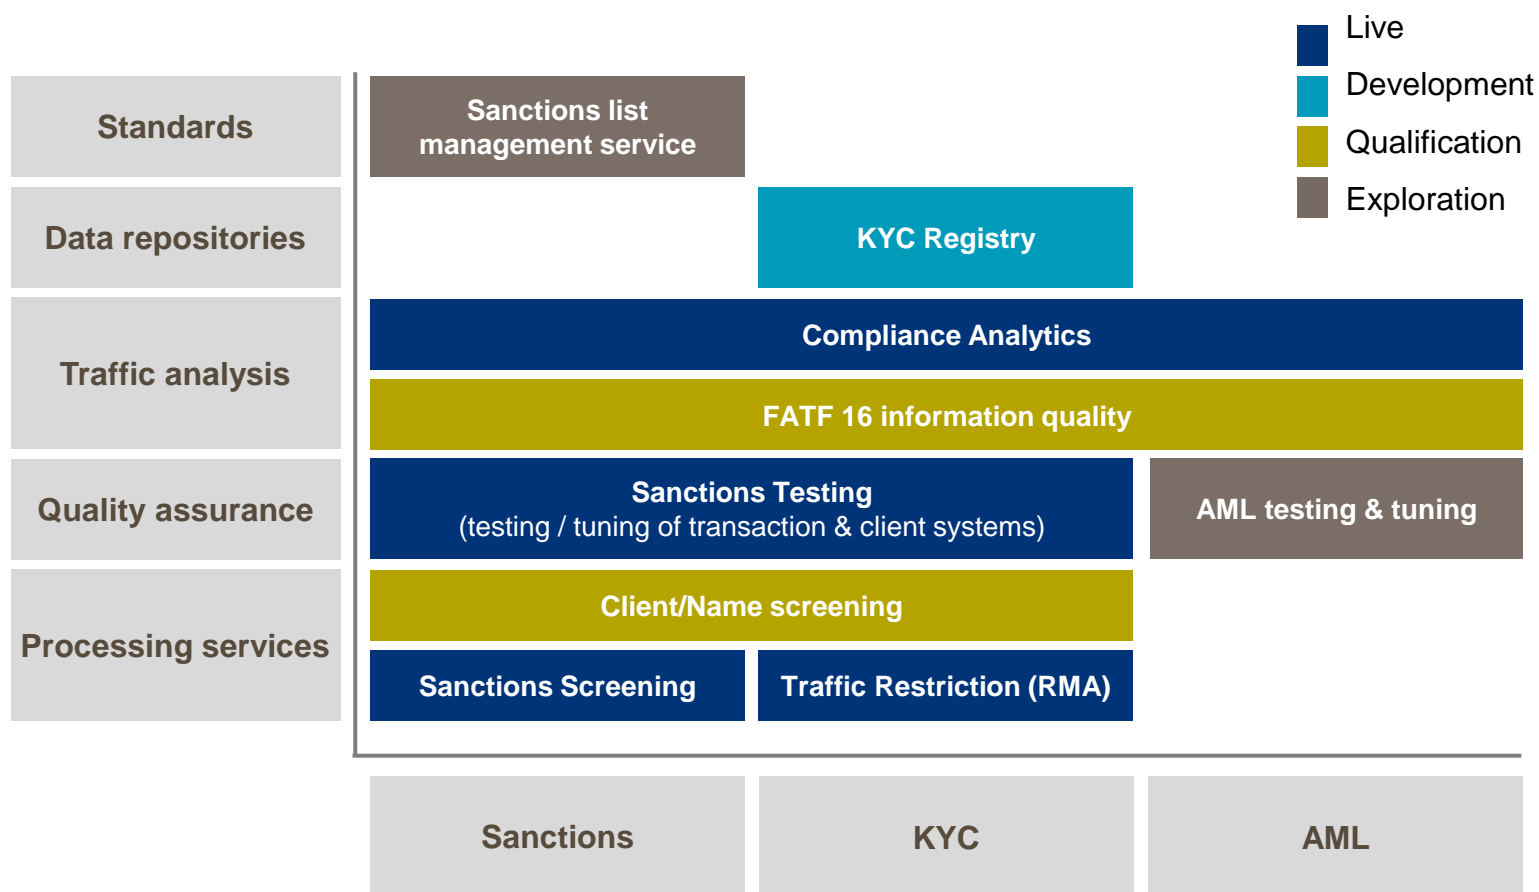 Live
Development
Qualification
Exploration
Standards
Sanctions list
management service
Data repositories
KYC Registry
Traffic analysis
Compliance Analytics
FATF 16 information quality
Quality assurance
Sanctions Testing
(testing / tuning of transaction & client systems)
AML testing & tuning
Processing services
Client/Name screening
Sanctions Screening
Traffic Restriction (RMA)
Sanctions
KYC
AML